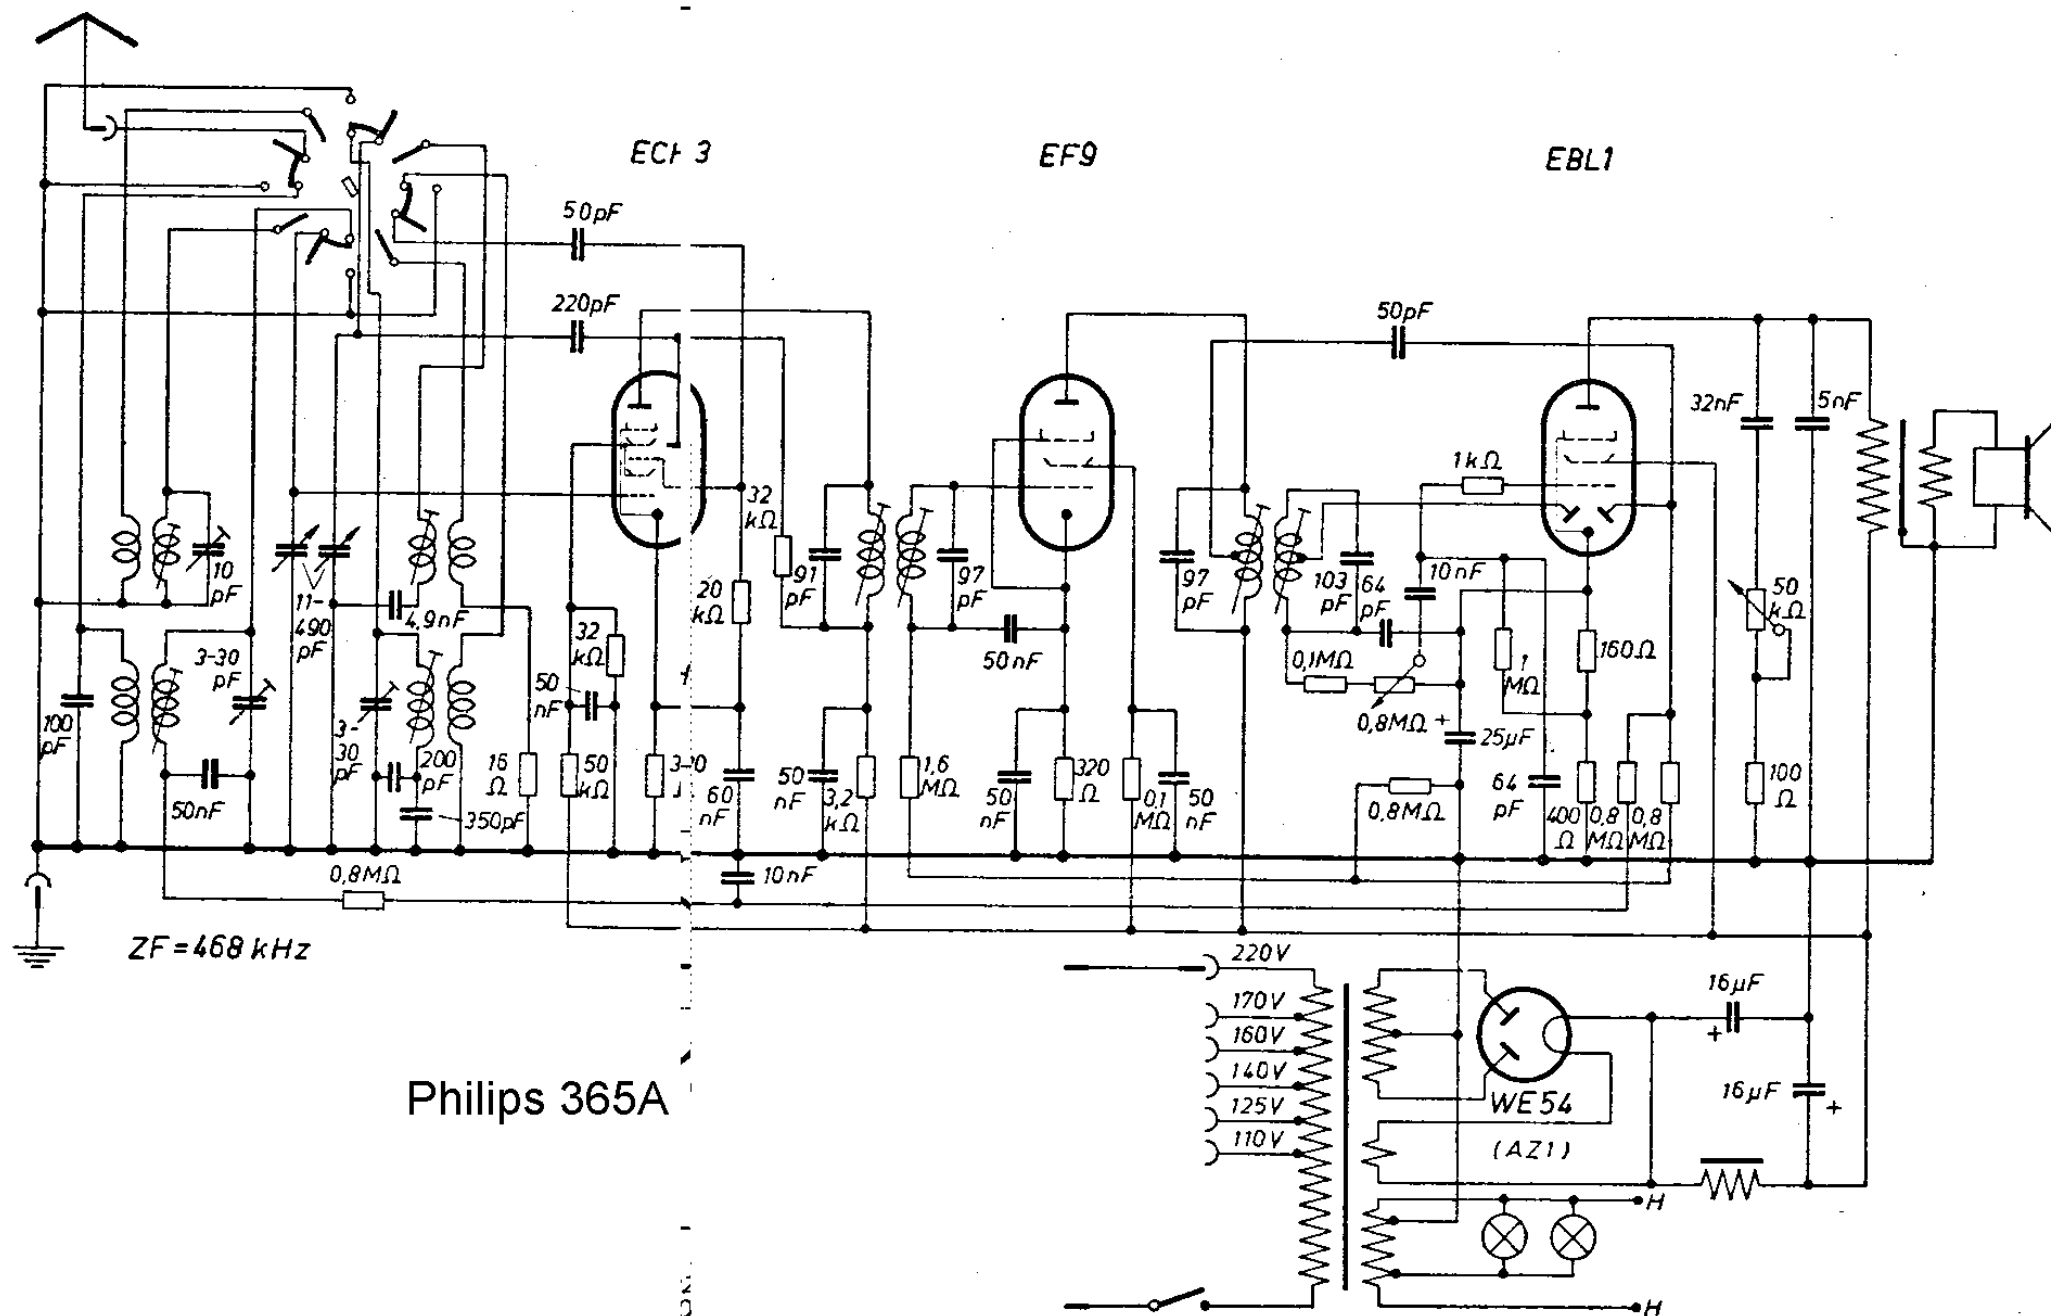 ECH3
EF9
EBL1
50pF
220pF
50pF
32nF
5nF
1kΩ
32
kΩ
10
pF
11-
490
pF
4,9nF
20
kΩ
91
pF
97
pF
97
pF
103
pF
64
pF
10nF
50
kΩ
32
kΩ
3-30
pF
50
nF
50nF
0,1MΩ
1
MΩ
160Ω
100
pF
3-
30
pF
0,8MΩ
+
25µF
200
pF
16
Ω
50
kΩ
60
nF
50
nF
3,2
kΩ
1,6
MΩ
50
nF
320
Ω
0,1
MΩ
50
nF
0,8MΩ
64
pF
400
Ω
0,8
MΩ
0,8
MΩ
100
Ω
50nF
350pF
0,8MΩ
10nF
ZF=468 kHz
220V
170V
160V
140V
125V
110V
16µF
+
16µF
+
WE54
(AZ1)
Philips 365A
H
H